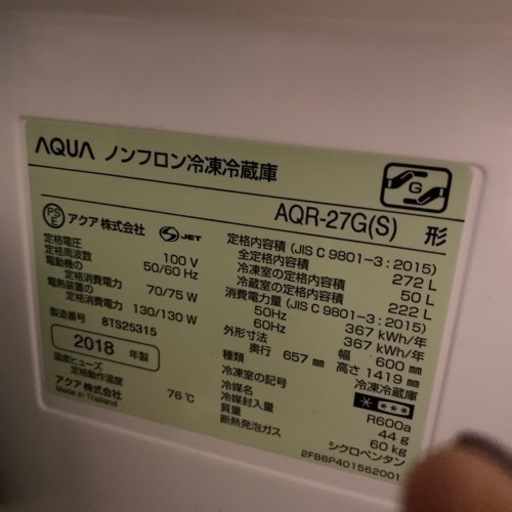 AQUA ノンフロン冷凍冷蔵庫
G
AQR-27G(S) 形
PS E アクア株式会社 S JET
定格電圧 100 V
定格周波数 50/60 Hz
電動機の
定格消費電力 70/75 W
電熱装置の
定格消費電力 130/130 W
製造番号 8TS25315
2018 年製
温度ヒューズ
定格動作温度 76℃
アクア株式会社
Made in Thailand
定格内容積 (JIS C 9801-3 : 2015)
全定格内容積 272 L
冷凍室の定格内容積 50 L
冷蔵室の定格内容積 222 L
消費電力量 (JIS C 9801-3 : 2015)
50Hz 367 kWh/年
60Hz 367 kWh/年
外形寸法 幅 600 mm
奥行 657 mm 高さ 1419 mm
種類 冷凍冷蔵庫
冷凍室の記号
冷媒名 R600a
冷媒封入量 44 g
質量 60 kg
断熱発泡ガス シクロペンタン
2FB6P401562001